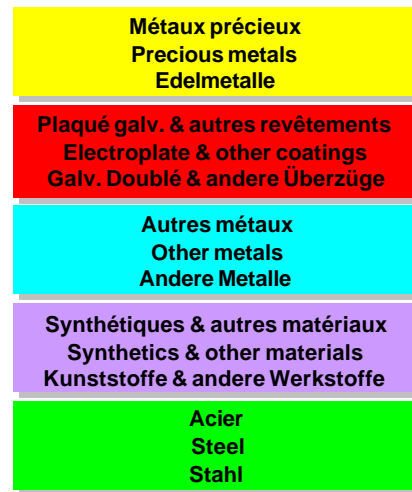 Métaux précieux
Precious metals
Edelmetalle
Plaqué galv. & autres revêtements
Electroplate & other coatings
Galv. Doublé & andere Überzüge
Autres métaux
Other metals
Andere Metalle
Synthétiques & autres matériaux
Synthetics & other materials
Kunststoffe & andere Werkstoffe
Acier
Steel
Stahl